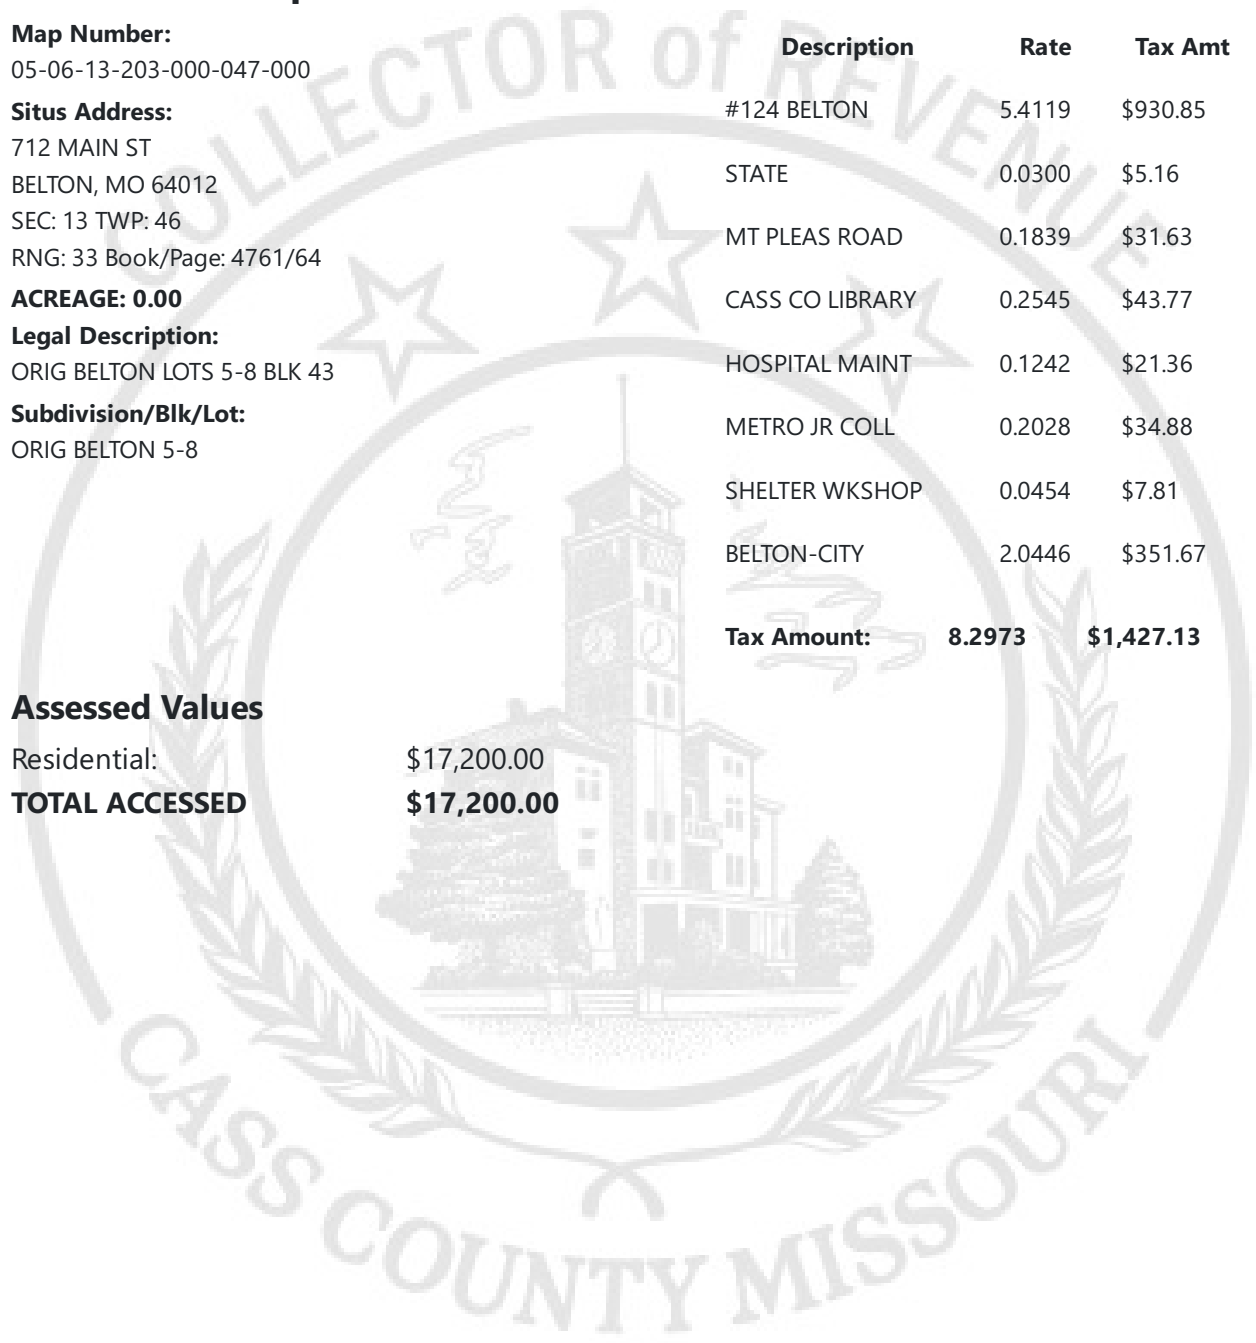 Map Number:
05-06-13-203-000-047-000
Situs Address:
712 MAIN ST
BELTON, MO 64012
SEC: 13 TWP: 46
RNG: 33 Book/Page: 4761/64
ACREAGE: 0.00
Legal Description:
ORIG BELTON LOTS 5-8 BLK 43
Subdivision/Blk/Lot:
ORIG BELTON 5-8
Description Rate Tax Amt
#124 BELTON 5.4119 $930.85
STATE 0.0300 $5.16
MT PLEAS ROAD 0.1839 $31.63
CASS CO LIBRARY 0.2545 $43.77
HOSPITAL MAINT 0.1242 $21.36
METRO JR COLL 0.2028 $34.88
SHELTER WKSHOP 0.0454 $7.81
BELTON-CITY 2.0446 $351.67
Tax Amount: 8.2973 $1,427.13
Assessed Values
Residential: $17,200.00
TOTAL ACCESSED $17,200.00
COLLECTOR of REVENUE
CASS COUNTY MISSOURI